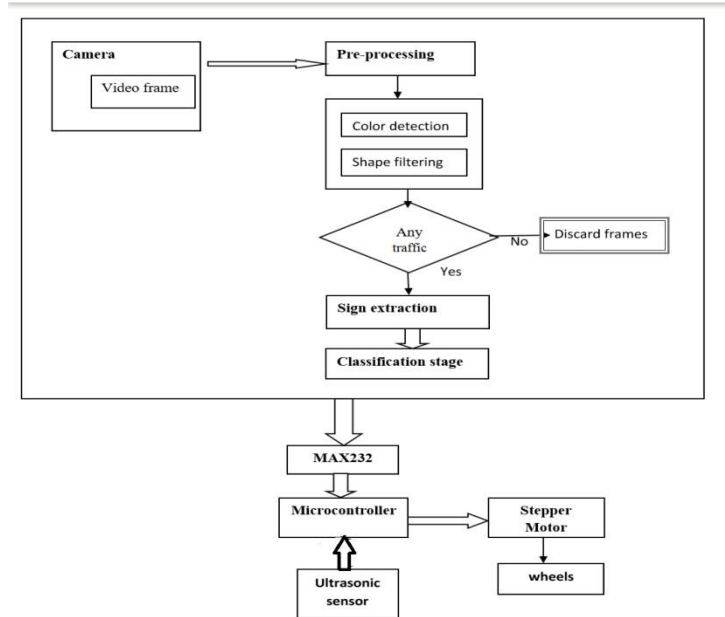 Camera
Video frame
Pre-processing
Color detection
Shape filtering
Any
traffic
No
Discard frames
Yes
Sign extraction
Classification stage
MAX232
Microcontroller
Stepper
Motor
Ultrasonic
sensor
wheels